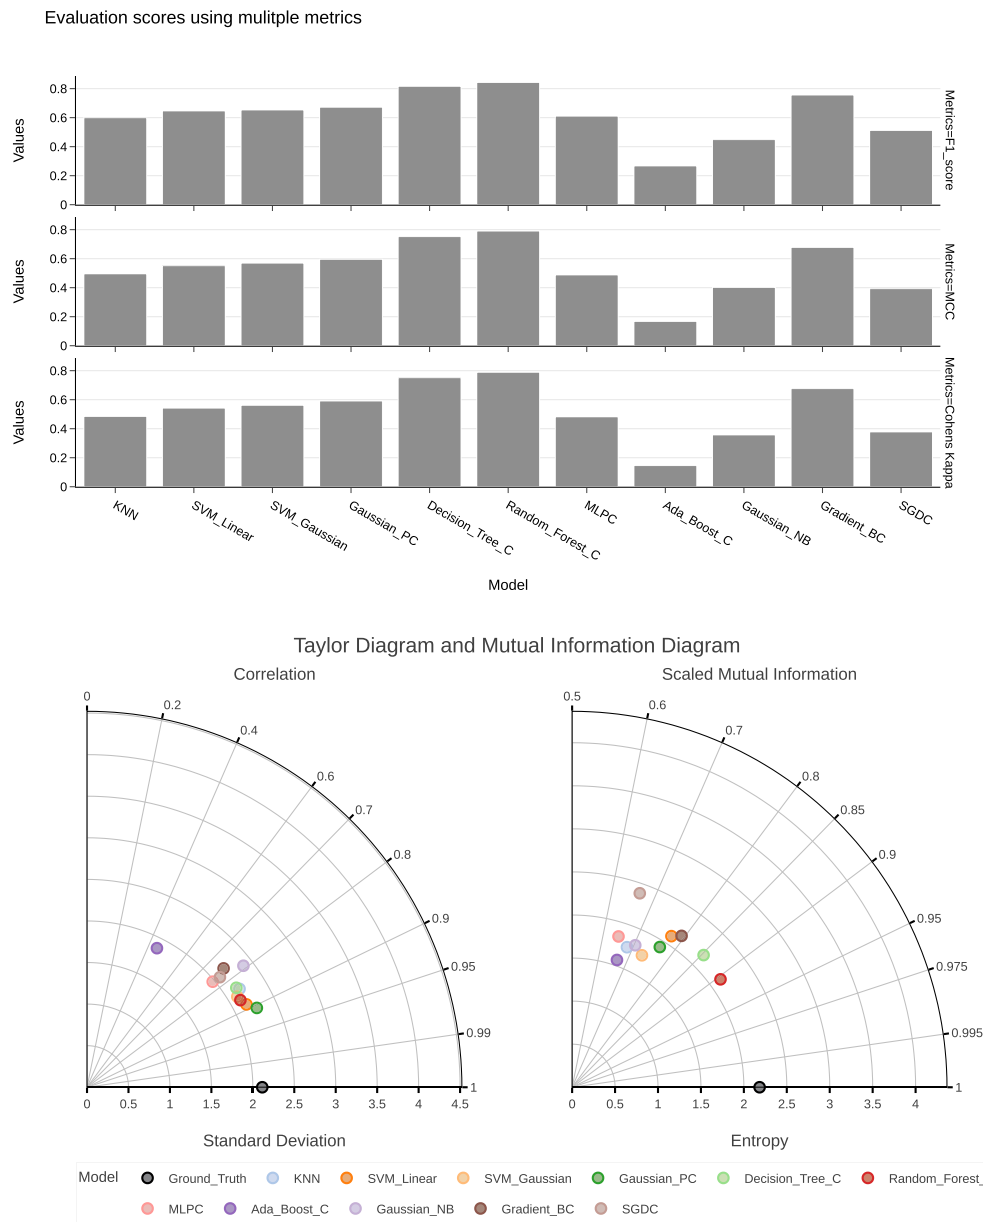 Evaluation scores using mulitple metrics
0.8
0.6
0.4
0.2
0
Values
Metrics=F1_score
0.8
0.6
0.4
0.2
0
Values
Metrics=MCC
0.8
0.6
0.4
0.2
0
Values
Metrics=Cohens Kappa
KNN
SVM_Linear
SVM_Gaussian
Gaussian_PC
Decision_Tree_C
Random_Forest_C
MLPC
Ada_Boost_C
Gaussian_NB
Gradient_BC
SGDC
Model
Taylor Diagram and Mutual Information Diagram
Correlation
0
0.2
0.4
0.6
0.7
0.8
0.9
0.95
0.99
1
0 0.5 1 1.5 2 2.5 3 3.5 4 4.5
Standard Deviation
Scaled Mutual Information
0.5
0.6
0.7
0.8
0.85
0.9
0.95
0.975
0.995
1
0 0.5 1 1.5 2 2.5 3 3.5 4
Entropy
Model Ground_Truth KNN SVM_Linear SVM_Gaussian Gaussian_PC Decision_Tree_C Random_Forest_
MLPC Ada_Boost_C Gaussian_NB Gradient_BC SGDC